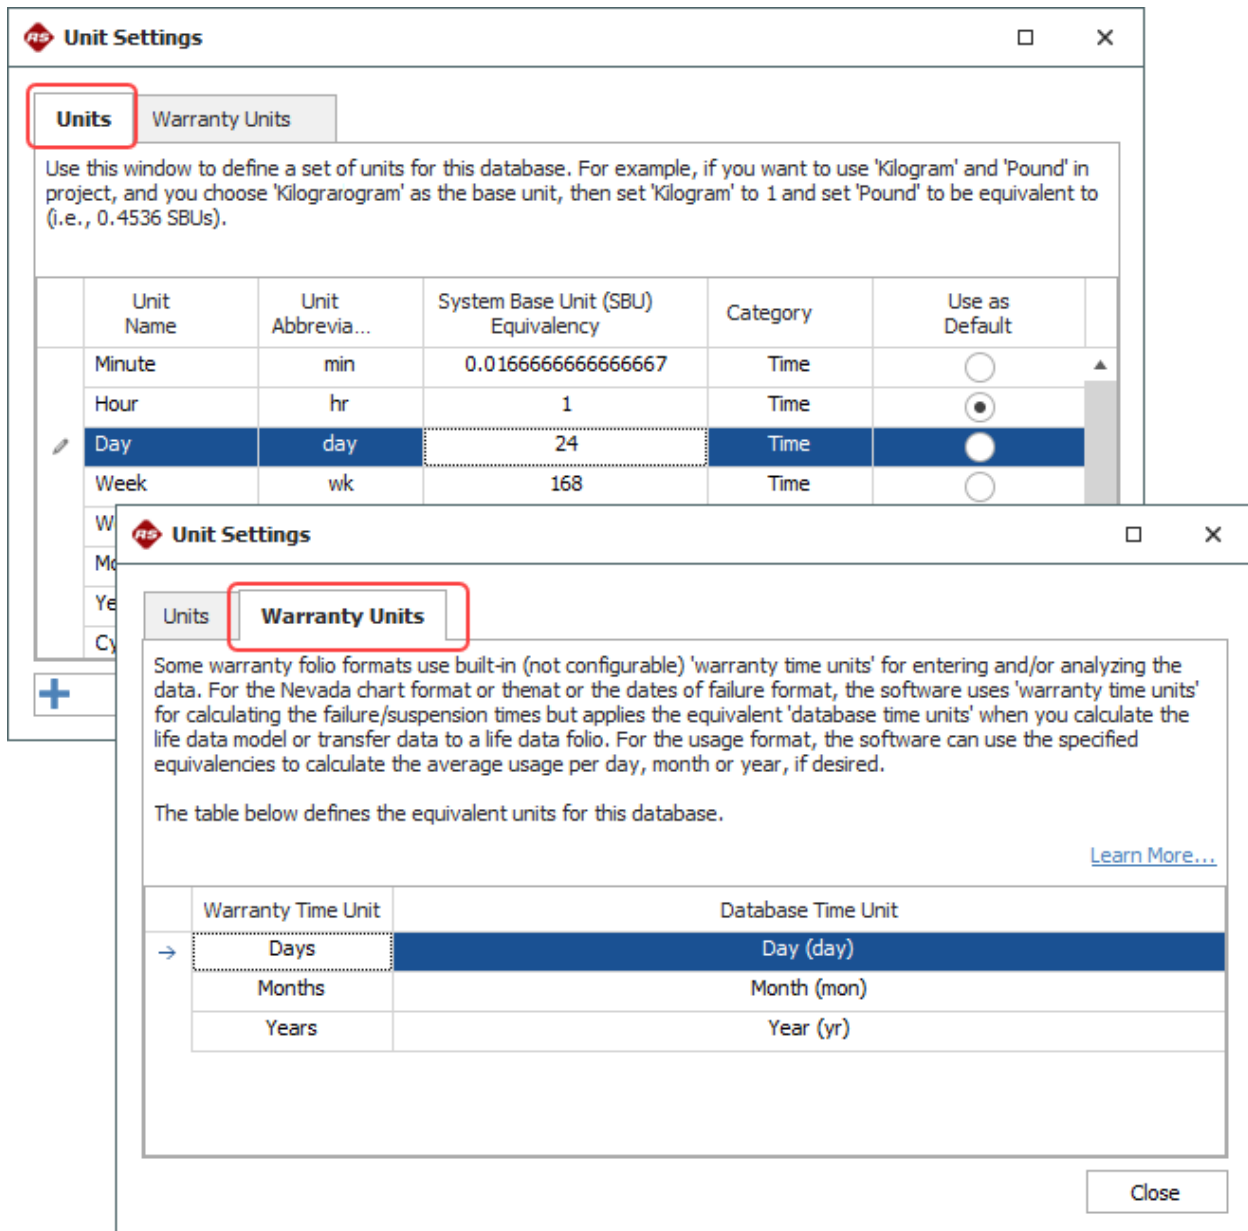 Unit Settings
Units
Warranty Units
Use this window to define a set of units for this database. For example, if you want to use 'Kilogram' and 'Pound' in
project, and you choose 'Kilograrogram' as the base unit, then set 'Kilogram' to 1 and set 'Pound' to be equivalent to
(i.e., 0.4536 SBUs).
Unit Name
Unit Abbrevia...
System Base Unit (SBU) Equivalency
Category
Use as Default
Minute min 0.0166666666666667 Time
Hour hr 1 Time
Day day 24 Time
Week wk 168 Time
Mo
Ye
Cy
Unit Settings
Units
Warranty Units
Some warranty folio formats use built-in (not configurable) 'warranty time units' for entering and/or analyzing the
data. For the Nevada chart format or themat or the dates of failure format, the software uses 'warranty time units'
for calculating the failure/suspension times but applies the equivalent 'database time units' when you calculate the
life data model or transfer data to a life data folio. For the usage format, the software can use the specified
equivalencies to calculate the average usage per day, month or year, if desired.
The table below defines the equivalent units for this database.
Learn More...
Warranty Time Unit Database Time Unit
Days Day (day)
Months Month (mon)
Years Year (yr)
Close